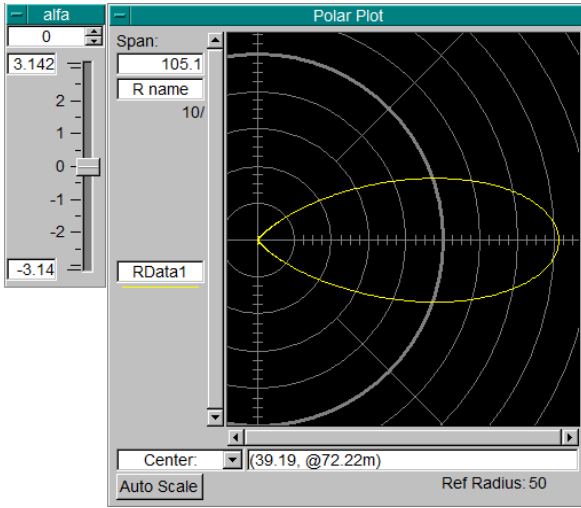 alfa
0
3.142
2
1
0
-1
-2
-3.14
Polar Plot
Span:
105.1
R name
10/
RData1
Center:
(39.19, @72.22m)
Auto Scale
Ref Radius: 50